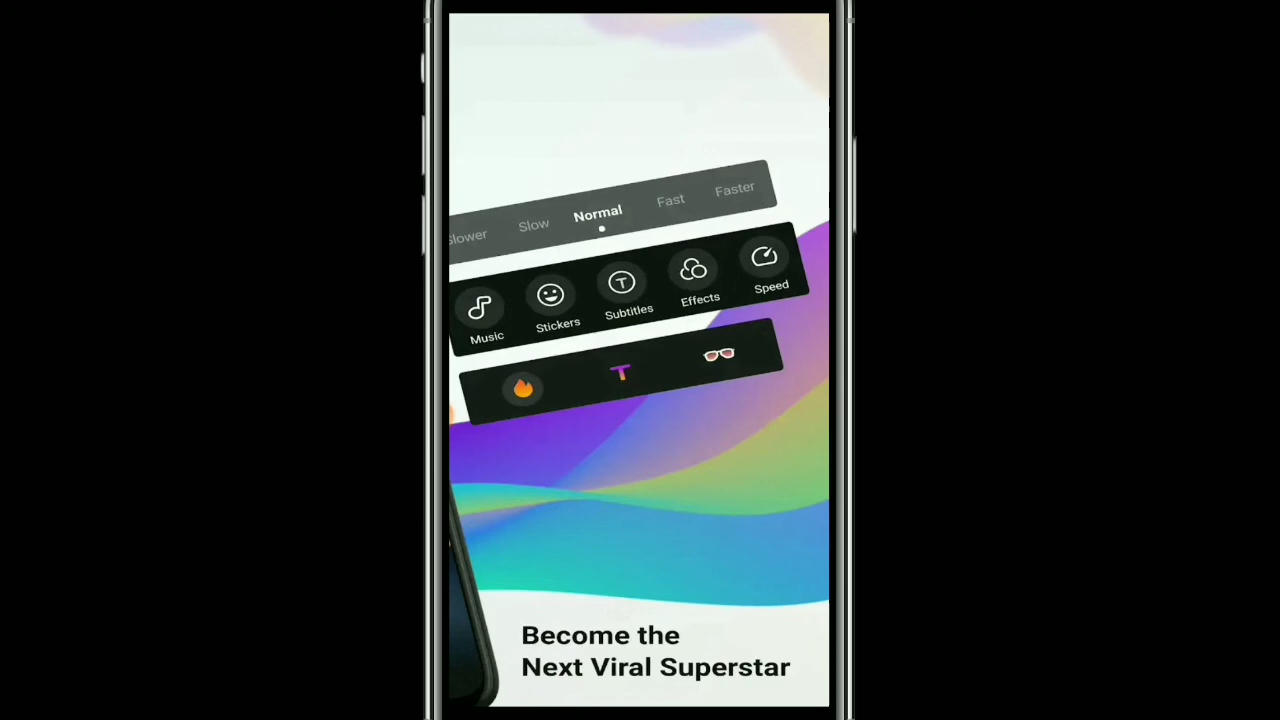 Slower Slow Normal Fast Faster
Music Stickers Subtitles Effects Speed
T
Become the
Next Viral Superstar